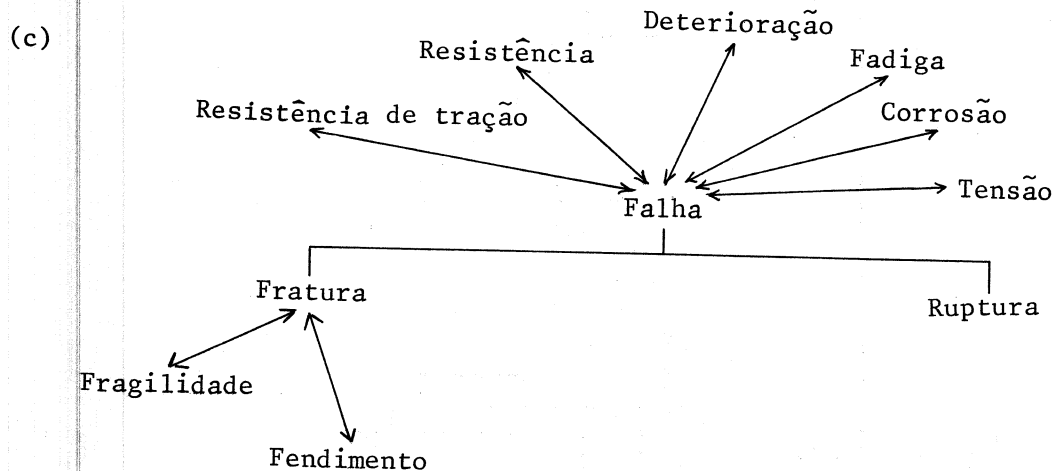 (c)
Deterioração
Resistência
Fadiga
Resistência de tração
Corrosão
Tensão
Falha
Fratura
Ruptura
Fragilidade
Fendimento